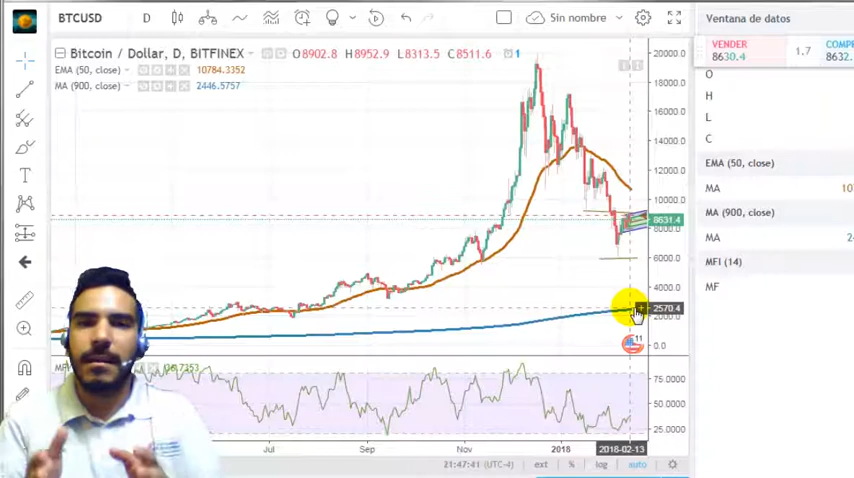 BTCUSD D Sin nombre Ventana de datos
Bitcoin / Dollar, D, BITFINEX O8902.8 H8952.9 L8313.5 C8511.6 1
EMA (50, close) 10784.3352
MA (900, close) 2446.5757
VENDER
8630.4
1.7
COMPR
8632.
O
H
L
C
EMA (50, close)
MA 10
MA (900, close)
MA 24
MFI (14)
MF
20000.0
18000.0
16000.0
14000.0
12000.0
10000.0
8631.4
8000.0
6000.0
4000.0
2570.4
2000.0
0.0
11
75.0000
50.0000
25.0000
Jul Sep Nov 2018 2018-02-13
21:47:41 (UTC-4) ext % log auto